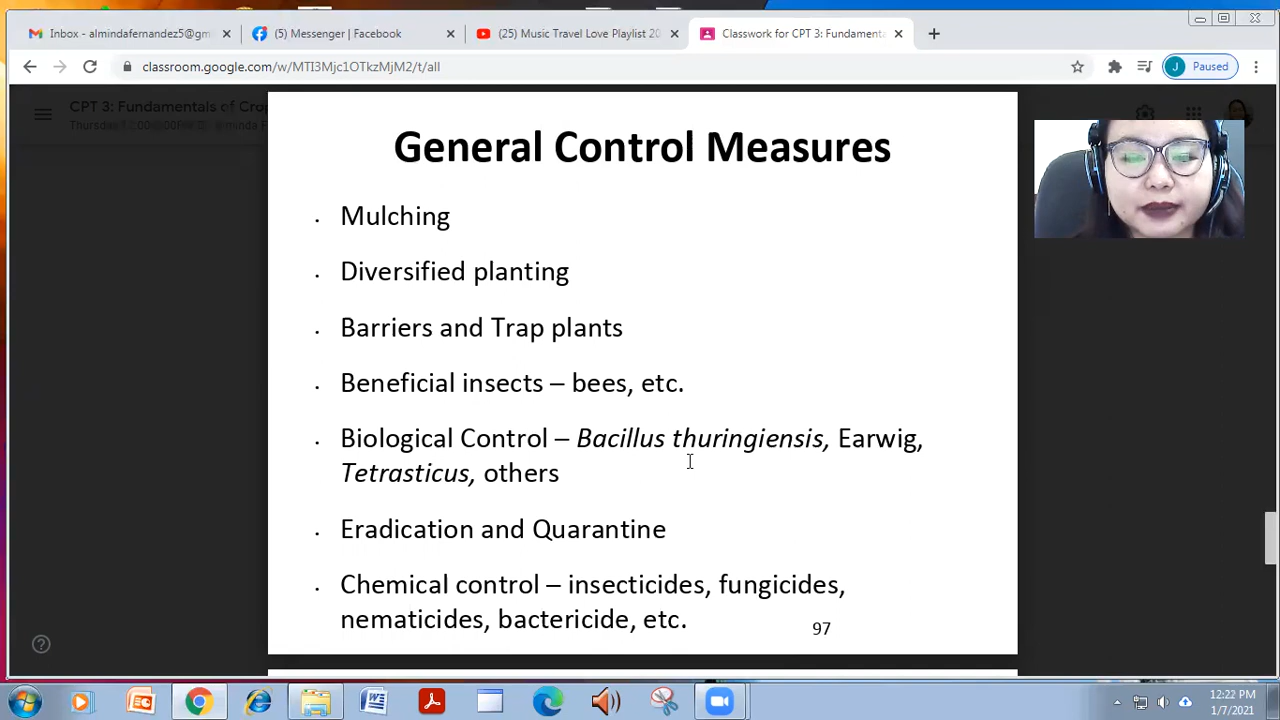 Inbox - almindafernandez5@gm
(5) Messenger | Facebook
(25) Music Travel Love Playlist 20
Classwork for CPT 3: Fundamenta
classroom.google.com/w/MTI3Mjc1OTkzMjM2/t/all
J Paused
CPT 3: Fundamentals of Crop
Thursday
General Control Measures
• Mulching
• Diversified planting
• Barriers and Trap plants
• Beneficial insects – bees, etc.
• Biological Control – Bacillus thuringiensis, Earwig,
Tetrasticus, others
• Eradication and Quarantine
• Chemical control – insecticides, fungicides,
nematicides, bactericide, etc.
97
12:22 PM
1/7/2021